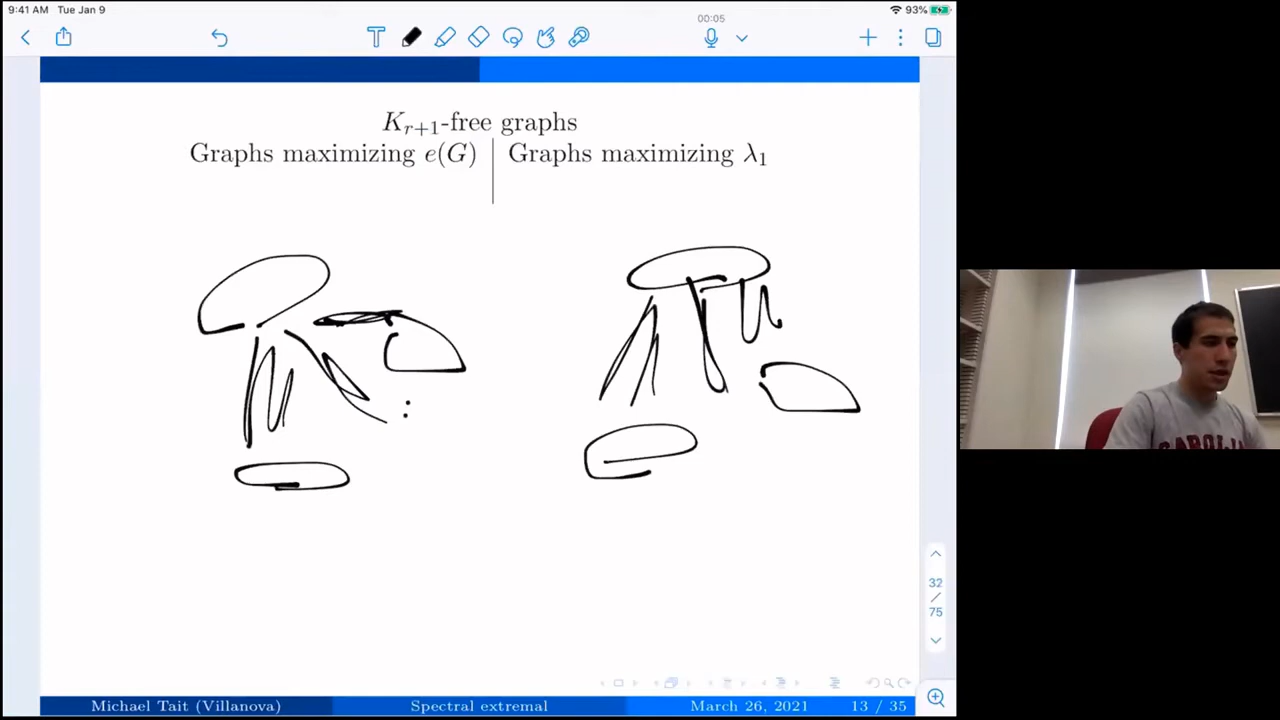 9:41 AM Tue Jan 9
00:05
93%
K_{r+1}-free graphs
Graphs maximizing e(G) | Graphs maximizing λ_1
32
/
75
Michael Tait (Villanova) Spectral extremal March 26, 2021 13 / 35